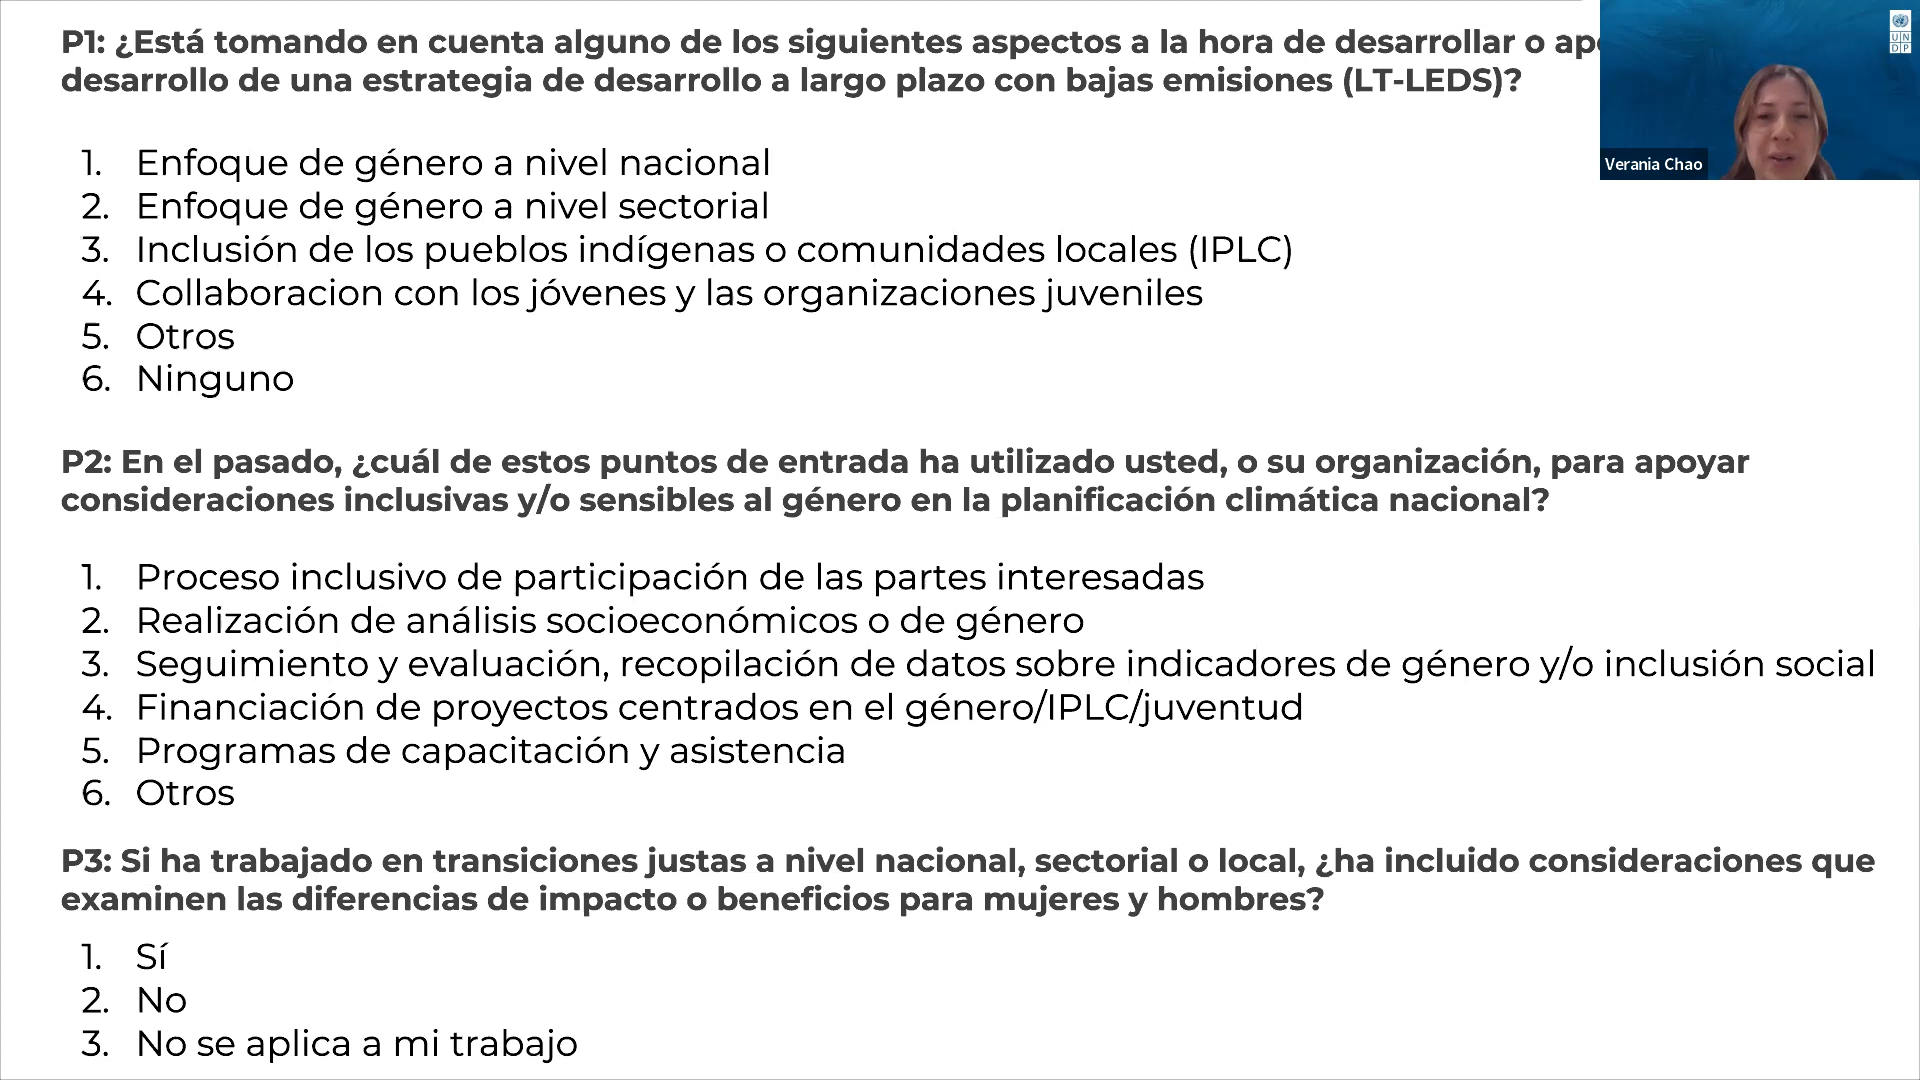 P1: ¿Está tomando en cuenta alguno de los siguientes aspectos a la hora de desarrollar o
desarrollo de una estrategia de desarrollo a largo plazo con bajas emisiones (LT-LEDS)?
1. Enfoque de género a nivel nacional
2. Enfoque de género a nivel sectorial
3. Inclusión de los pueblos indígenas o comunidades locales (IPLC)
4. Collaboracion con los jóvenes y las organizaciones juveniles
5. Otros
6. Ninguno
P2: En el pasado, ¿cuál de estos puntos de entrada ha utilizado usted, o su organización, para apoyar
consideraciones inclusivas y/o sensibles al género en la planificación climática nacional?
1. Proceso inclusivo de participación de las partes interesadas
2. Realización de análisis socioeconómicos o de género
3. Seguimiento y evaluación, recopilación de datos sobre indicadores de género y/o inclusión social
4. Financiación de proyectos centrados en el género/IPLC/juventud
5. Programas de capacitación y asistencia
6. Otros
P3: Si ha trabajado en transiciones justas a nivel nacional, sectorial o local, ¿ha incluido consideraciones que
examinen las diferencias de impacto o beneficios para mujeres y hombres?
1. Sí
2. No
3. No se aplica a mi trabajo
Verania Chao
U N
D P